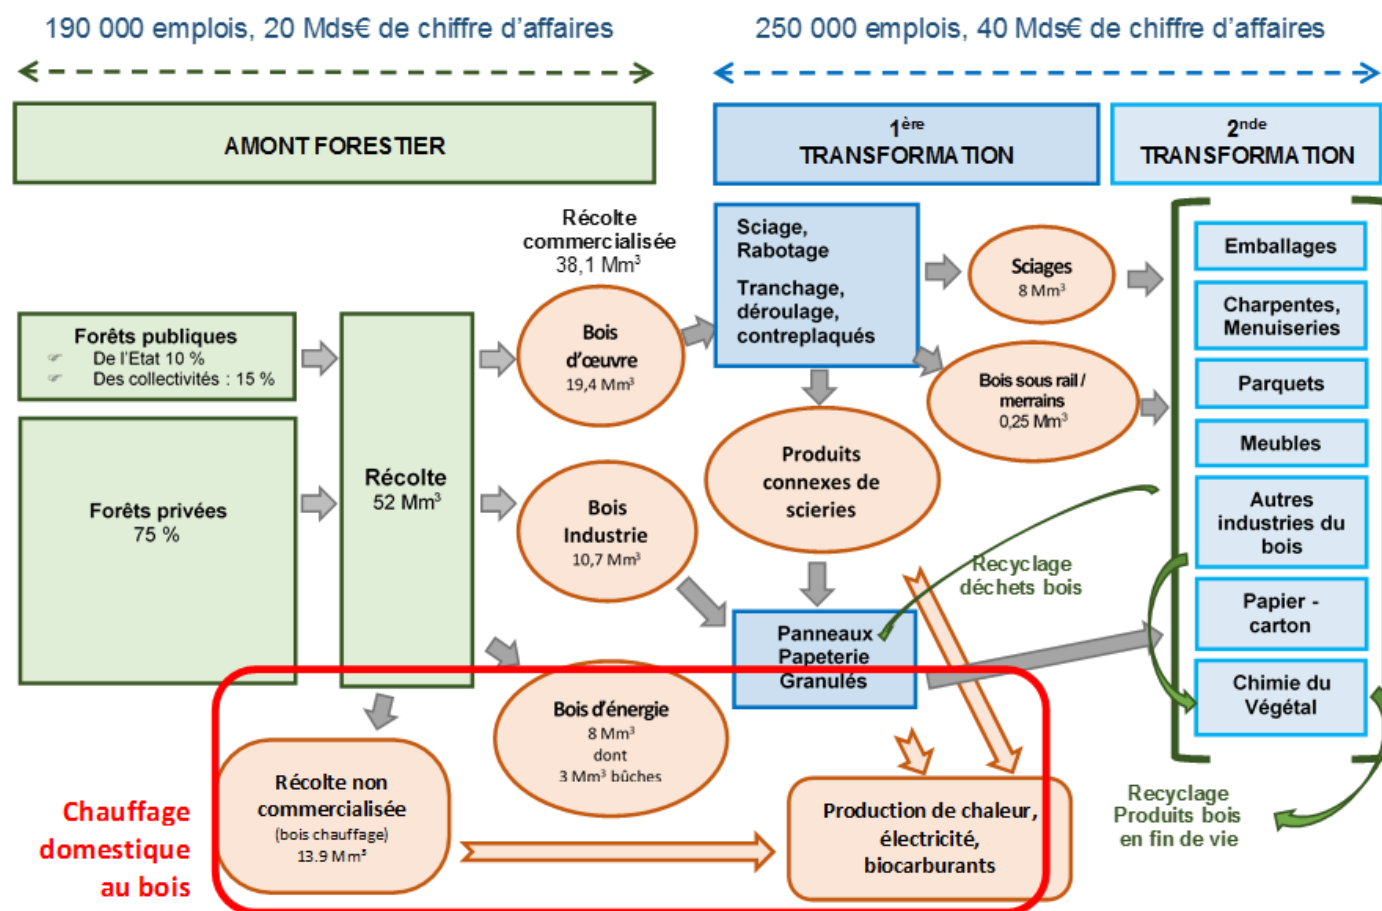 190 000 emplois, 20 Mds€ de chiffre d’affaires
250 000 emplois, 40 Mds€ de chiffre d’affaires
AMONT FORESTIER
1ère
TRANSFORMATION
2nde
TRANSFORMATION
Récolte
commercialisée
38,1 Mm³
Forêts publiques
De l’Etat 10 %
Des collectivités : 15 %
Forêts privées
75 %
Récolte
52 Mm³
Bois
d’œuvre
19,4 Mm³
Bois
Industrie
10,7 Mm³
Bois d’énergie
8 Mm³
dont
3 Mm³ bûches
Récolte non
commercialisée
(bois chauffage)
13.9 Mm³
Chauffage
domestique
au bois
Sciage,
Rabotage
Tranchage,
déroulage,
contreplaqués
Sciages
8 Mm³
Bois sous rail /
merrains
0,25 Mm³
Produits
connexes de
scieries
Recyclage
déchets bois
Panneaux
Papeterie
Granulés
Production de chaleur,
électricité,
biocarburants
Emballages
Charpentes,
Menuiseries
Parquets
Meubles
Autres
industries du
bois
Papier -
carton
Chimie du
Végétal
Recyclage
Produits bois
en fin de vie